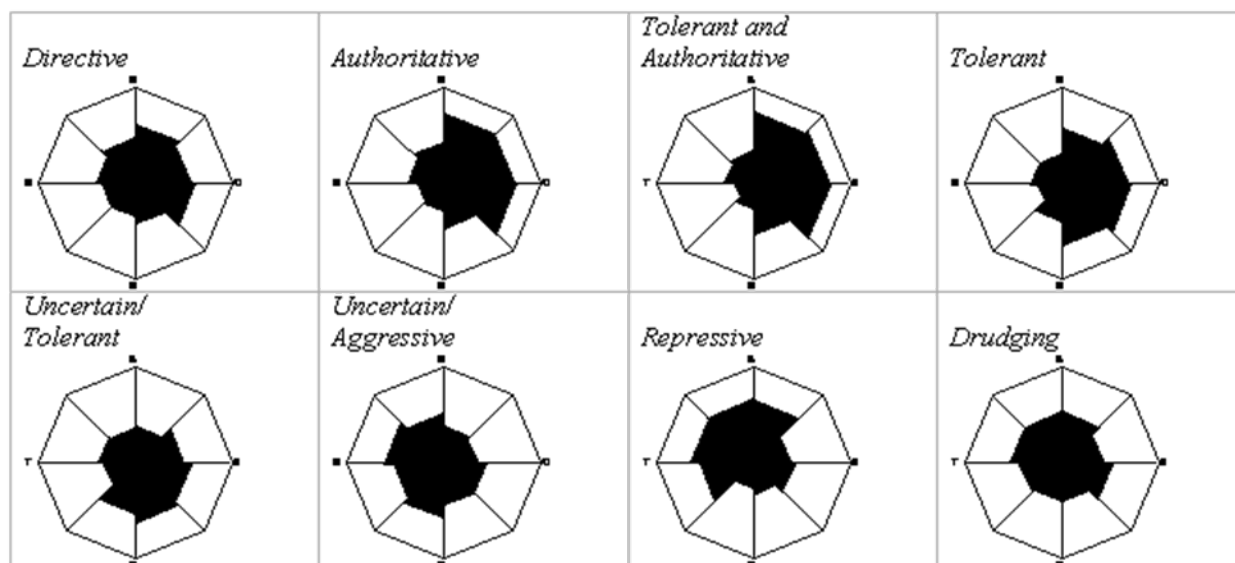 Directive
Authoritative
Tolerant and
Authoritative
Tolerant
Uncertain/
Tolerant
Uncertain/
Aggressive
Repressive
Drudging